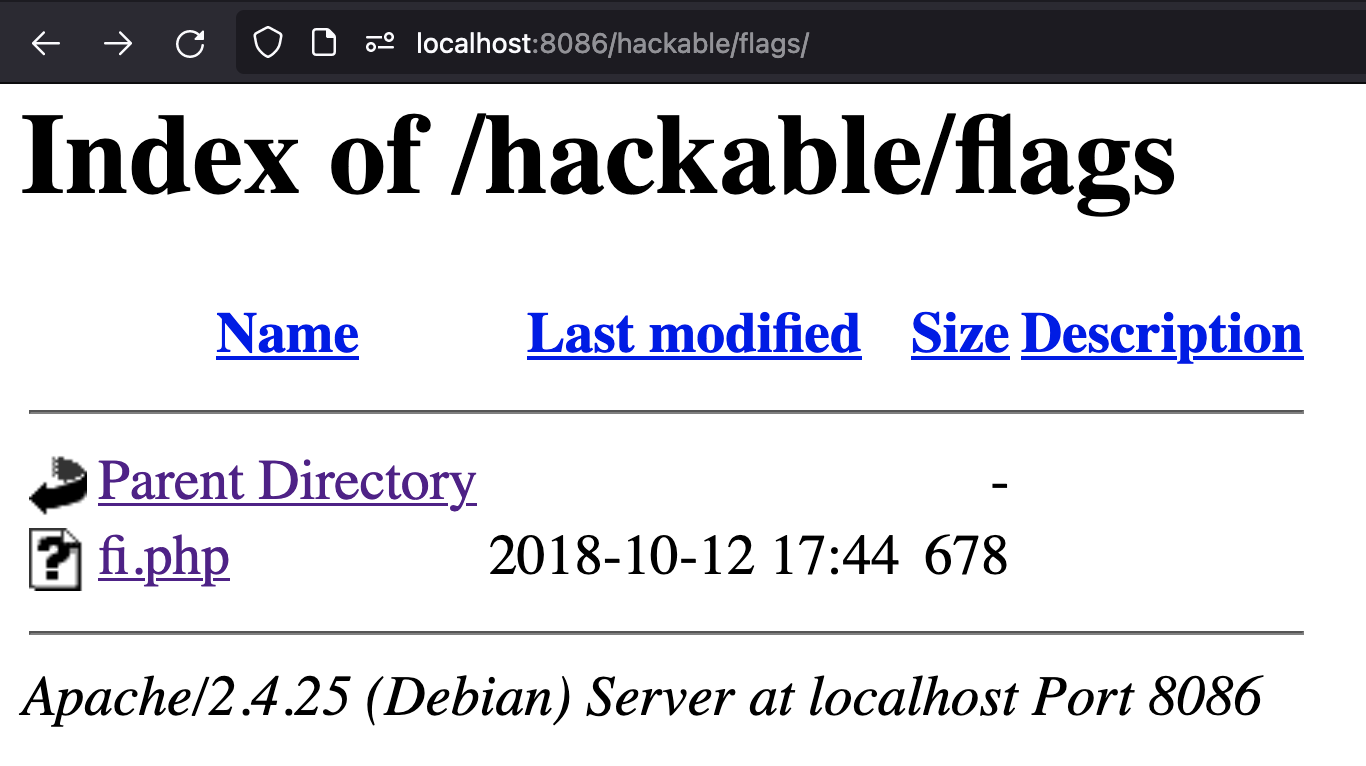 localhost:8086/hackable/flags/
Index of /hackable/flags
Name Last modified Size Description
Parent Directory -
fi.php 2018-10-12 17:44 678
Apache/2.4.25 (Debian) Server at localhost Port 8086